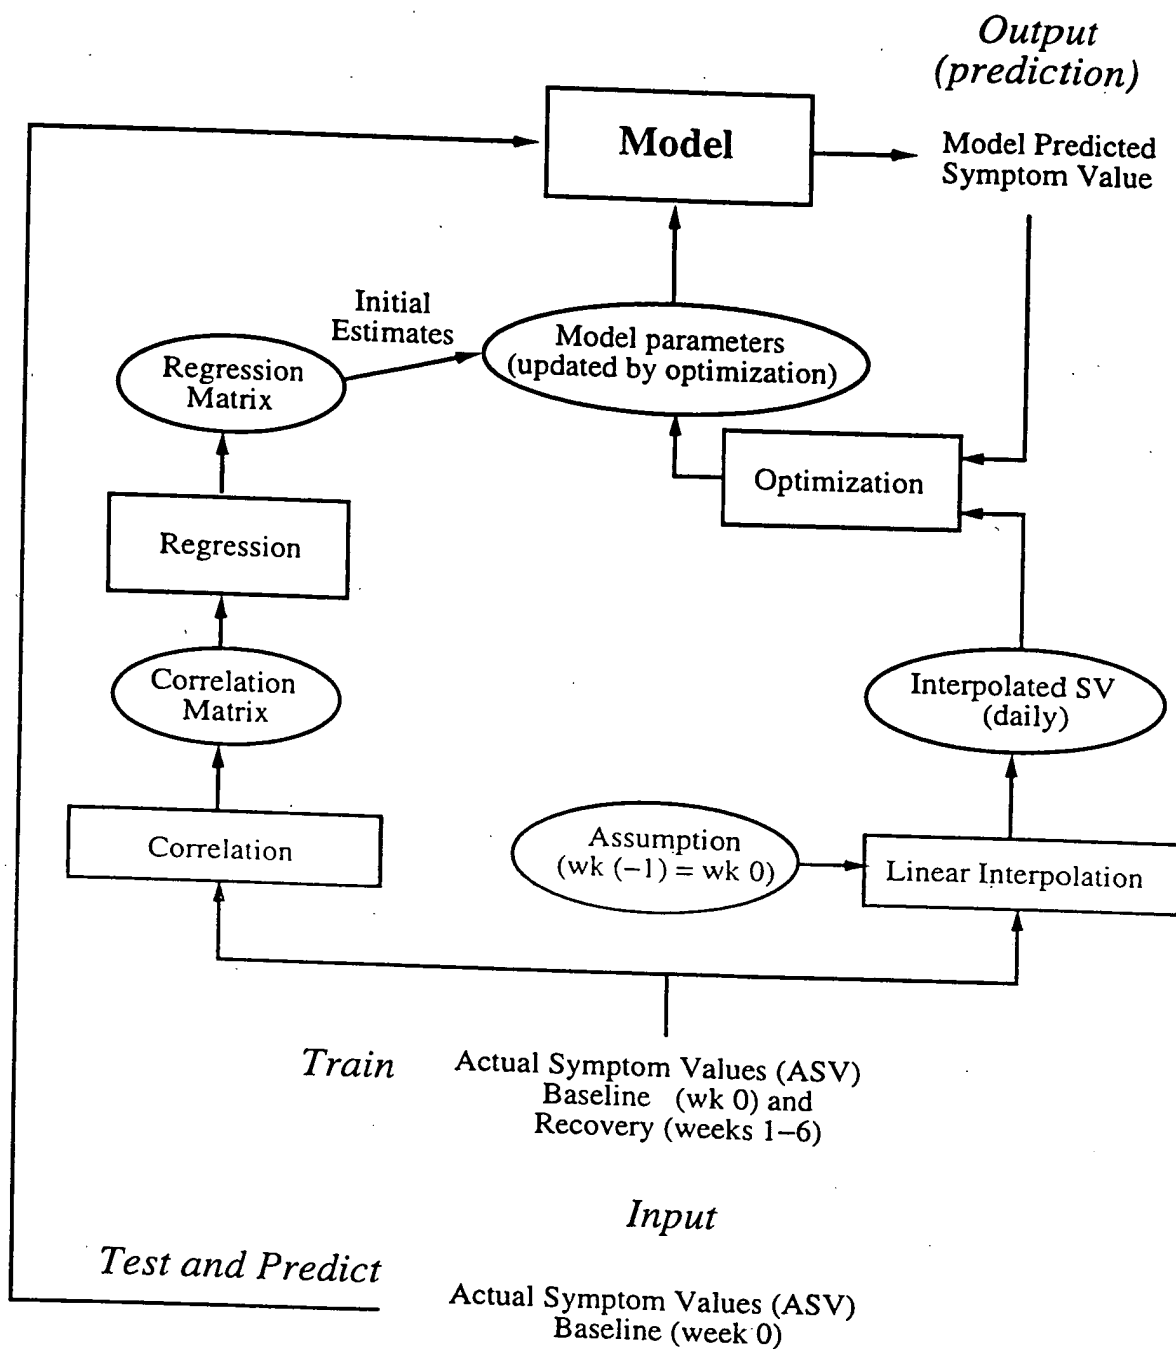 Output
(prediction)
Model
Model Predicted
Symptom Value
Initial
Estimates
Model parameters
(updated by optimization)
Regression
Matrix
Optimization
Regression
Correlation
Matrix
Interpolated SV
(daily)
Correlation
Assumption
(wk (−1) = wk 0)
Linear Interpolation
Train
Actual Symptom Values (ASV)
Baseline (wk 0) and
Recovery (weeks 1–6)
Input
Test and Predict
Actual Symptom Values (ASV)
Baseline (week 0)